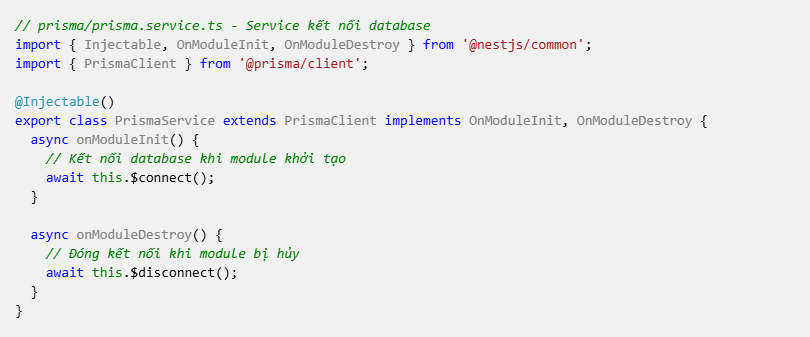 // prisma/prisma.service.ts - Service kết nối database
import { Injectable, OnModuleInit, OnModuleDestroy } from '@nestjs/common';
import { PrismaClient } from '@prisma/client';
@Injectable()
export class PrismaService extends PrismaClient implements OnModuleInit, OnModuleDestroy {
  async onModuleInit() {
    // Kết nối database khi module khởi tạo
    await this.$connect();
  }
  async onModuleDestroy() {
    // Đóng kết nối khi module bị hủy
    await this.$disconnect();
  }
}